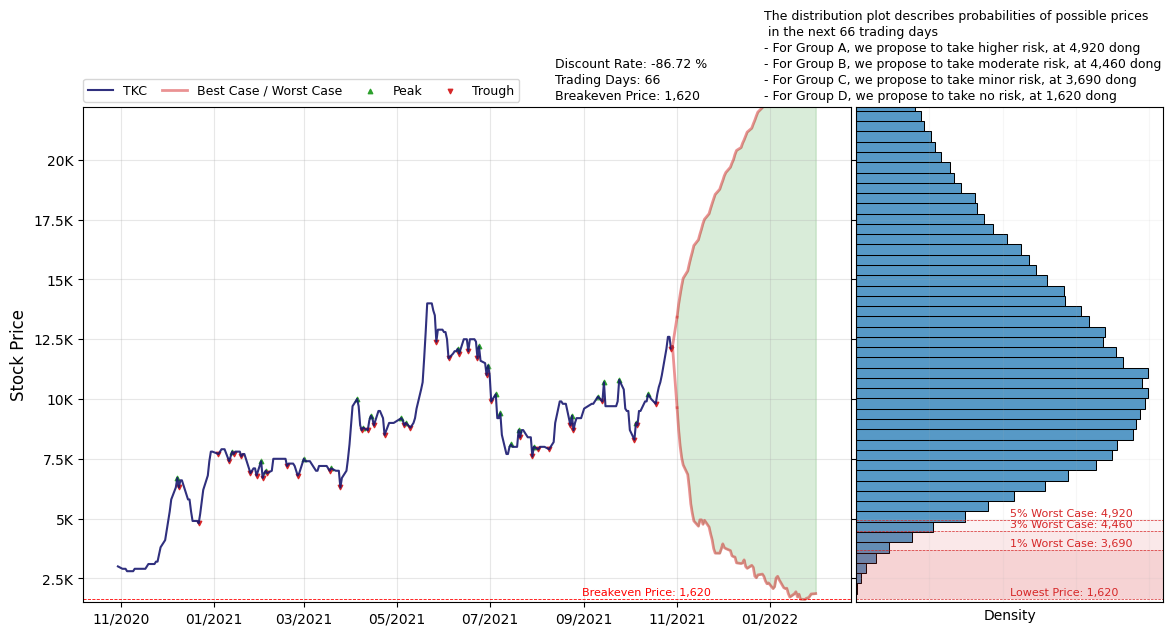 The distribution plot describes probabilities of possible prices
in the next 66 trading days
- For Group A, we propose to take higher risk, at 4,920 dong
- For Group B, we propose to take moderate risk, at 4,460 dong
- For Group C, we propose to take minor risk, at 3,690 dong
- For Group D, we propose to take no risk, at 1,620 dong
Discount Rate: -86.72 %
Trading Days: 66
Breakeven Price: 1,620
TKC
Best Case / Worst Case
Peak
Trough
Stock Price
20K
17.5K
15K
12.5K
10K
7.5K
5K
2.5K
Breakeven Price: 1,620
5% Worst Case: 4,920
3% Worst Case: 4,460
1% Worst Case: 3,690
Lowest Price: 1,620
11/2020
01/2021
03/2021
05/2021
07/2021
09/2021
11/2021
01/2022
Density